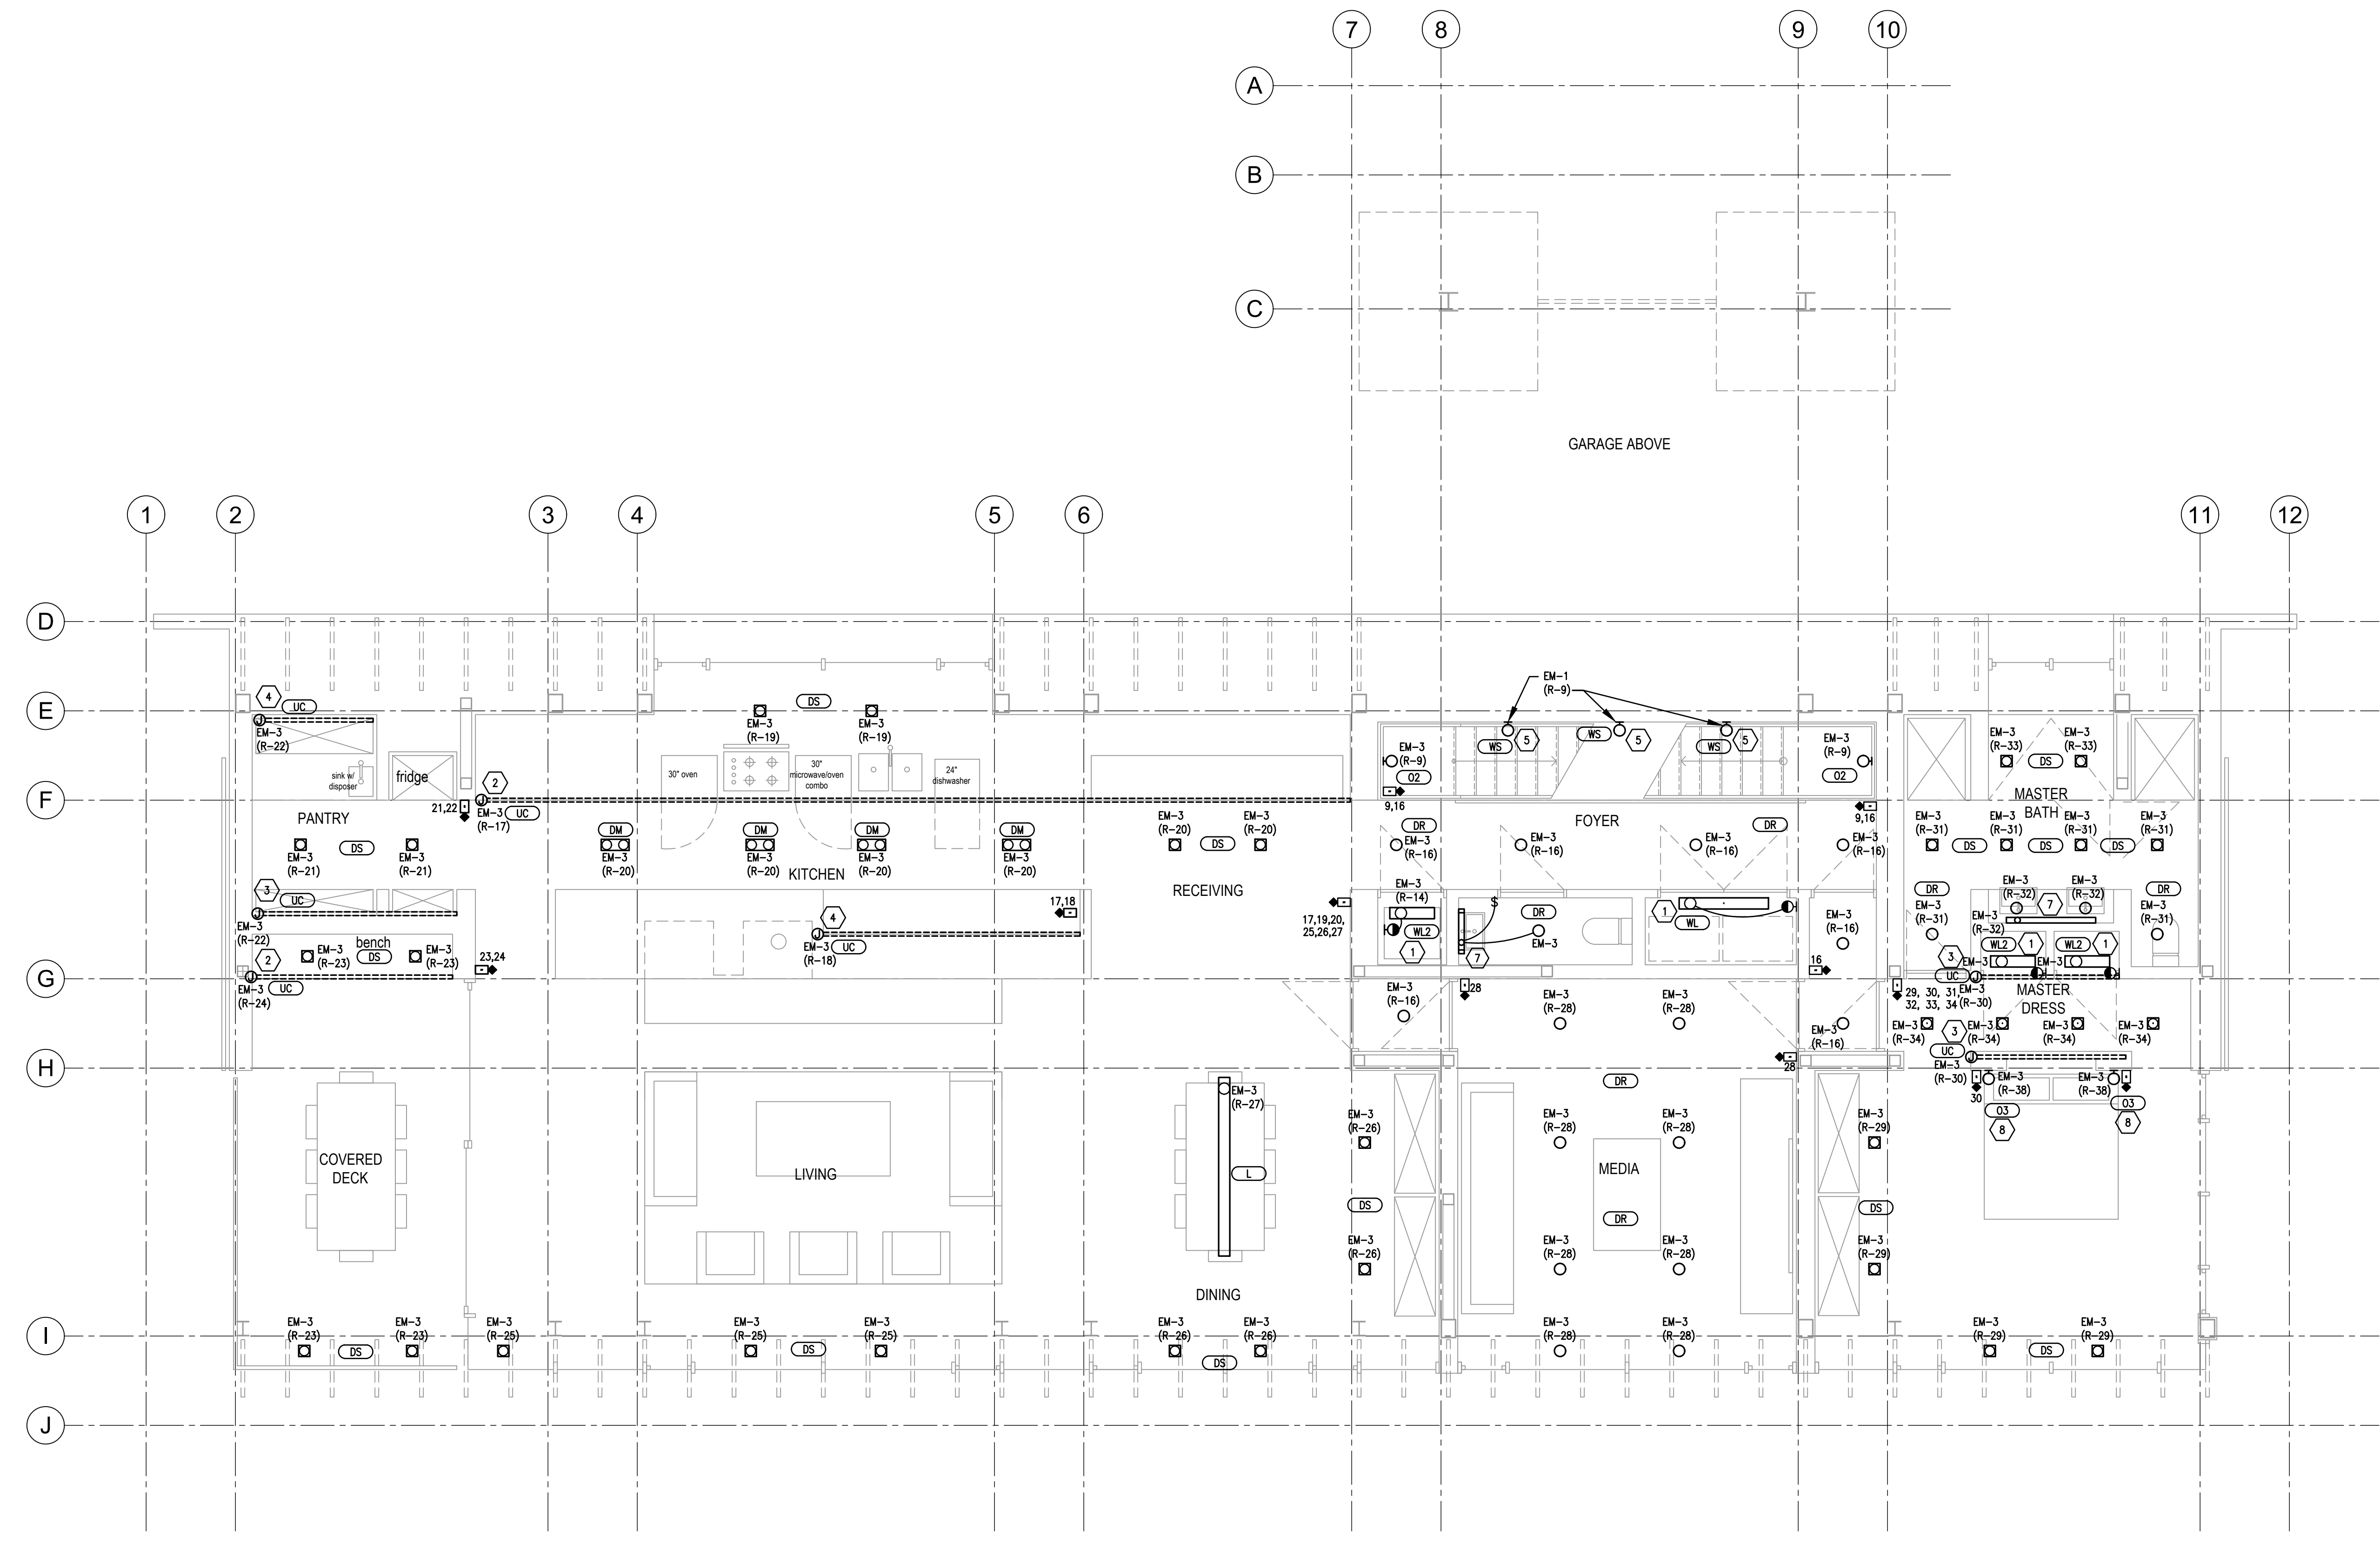 7
8
9
10
A
B
C
GARAGE ABOVE
1
2
3
4
5
6
11
12
D
E
F
G
H
I
J
4
UC
EM-3
(R-22)
sink w/
disposer
fridge
21,22
PANTRY
EM-3
(R-21)
DS
EM-3
(R-21)
3
UC
EM-3
(R-22)
bench
2
EM-3
(R-23)
DS
EM-3
(R-23)
23,24
EM-3
(R-24)
UC
2
EM-3
(R-17)
UC
DS
EM-3
(R-19)
EM-3
(R-19)
30" oven
30"
microwave/oven
combo
24"
dishwasher
DM
EM-3
(R-20)
DM
EM-3
(R-20)
DM
EM-3
(R-20)
DM
EM-3
(R-20)
KITCHEN
4
EM-3
(R-18)
UC
17,18
EM-3
(R-20)
DS
EM-3
(R-20)
RECEIVING
17,19,20,
25,26,27
EM-1
(R-9)
WS
5
WS
5
WS
5
EM-3
(R-9)
O2
9,16
EM-3
(R-9)
O2
9,16
FOYER
DR
EM-3
(R-16)
EM-3
(R-16)
EM-3
(R-16)
DR
EM-3
(R-16)
EM-3
(R-14)
WL2
1
$
DR
EM-3
7
1
WL
EM-3
(R-16)
16
EM-3
(R-16)
28
EM-3
(R-16)
EM-3
(R-33)
DS
EM-3
(R-33)
MASTER
BATH
EM-3
(R-31)
DS
EM-3
(R-31)
DS
EM-3
(R-31)
DS
EM-3
(R-31)
DR
EM-3
(R-31)
EM-3
(R-32)
7
EM-3
(R-32)
DR
EM-3
(R-31)
EM-3
(R-32)
WL2
1
WL2
1
3
UC
EM-3
EM-3
29, 30, 31,
32, 33, 34
EM-3
(R-30)
MASTER
DRESS
EM-3
(R-34)
3
EM-3
(R-34)
EM-3
(R-34)
EM-3
(R-34)
UC
EM-3
(R-30)
30
EM-3
(R-38)
EM-3
(R-38)
O3
8
O3
8
COVERED
DECK
LIVING
EM-3
(R-27)
L
DINING
EM-3
(R-26)
DS
EM-3
(R-26)
EM-3
(R-28)
EM-3
(R-28)
28
DR
EM-3
(R-28)
EM-3
(R-28)
MEDIA
DR
EM-3
(R-28)
EM-3
(R-28)
EM-3
(R-29)
DS
EM-3
(R-29)
EM-3
(R-23)
DS
EM-3
(R-23)
EM-3
(R-25)
EM-3
(R-25)
DS
EM-3
(R-25)
EM-3
(R-26)
DS
EM-3
(R-26)
EM-3
(R-28)
EM-3
(R-28)
EM-3
(R-29)
DS
EM-3
(R-29)